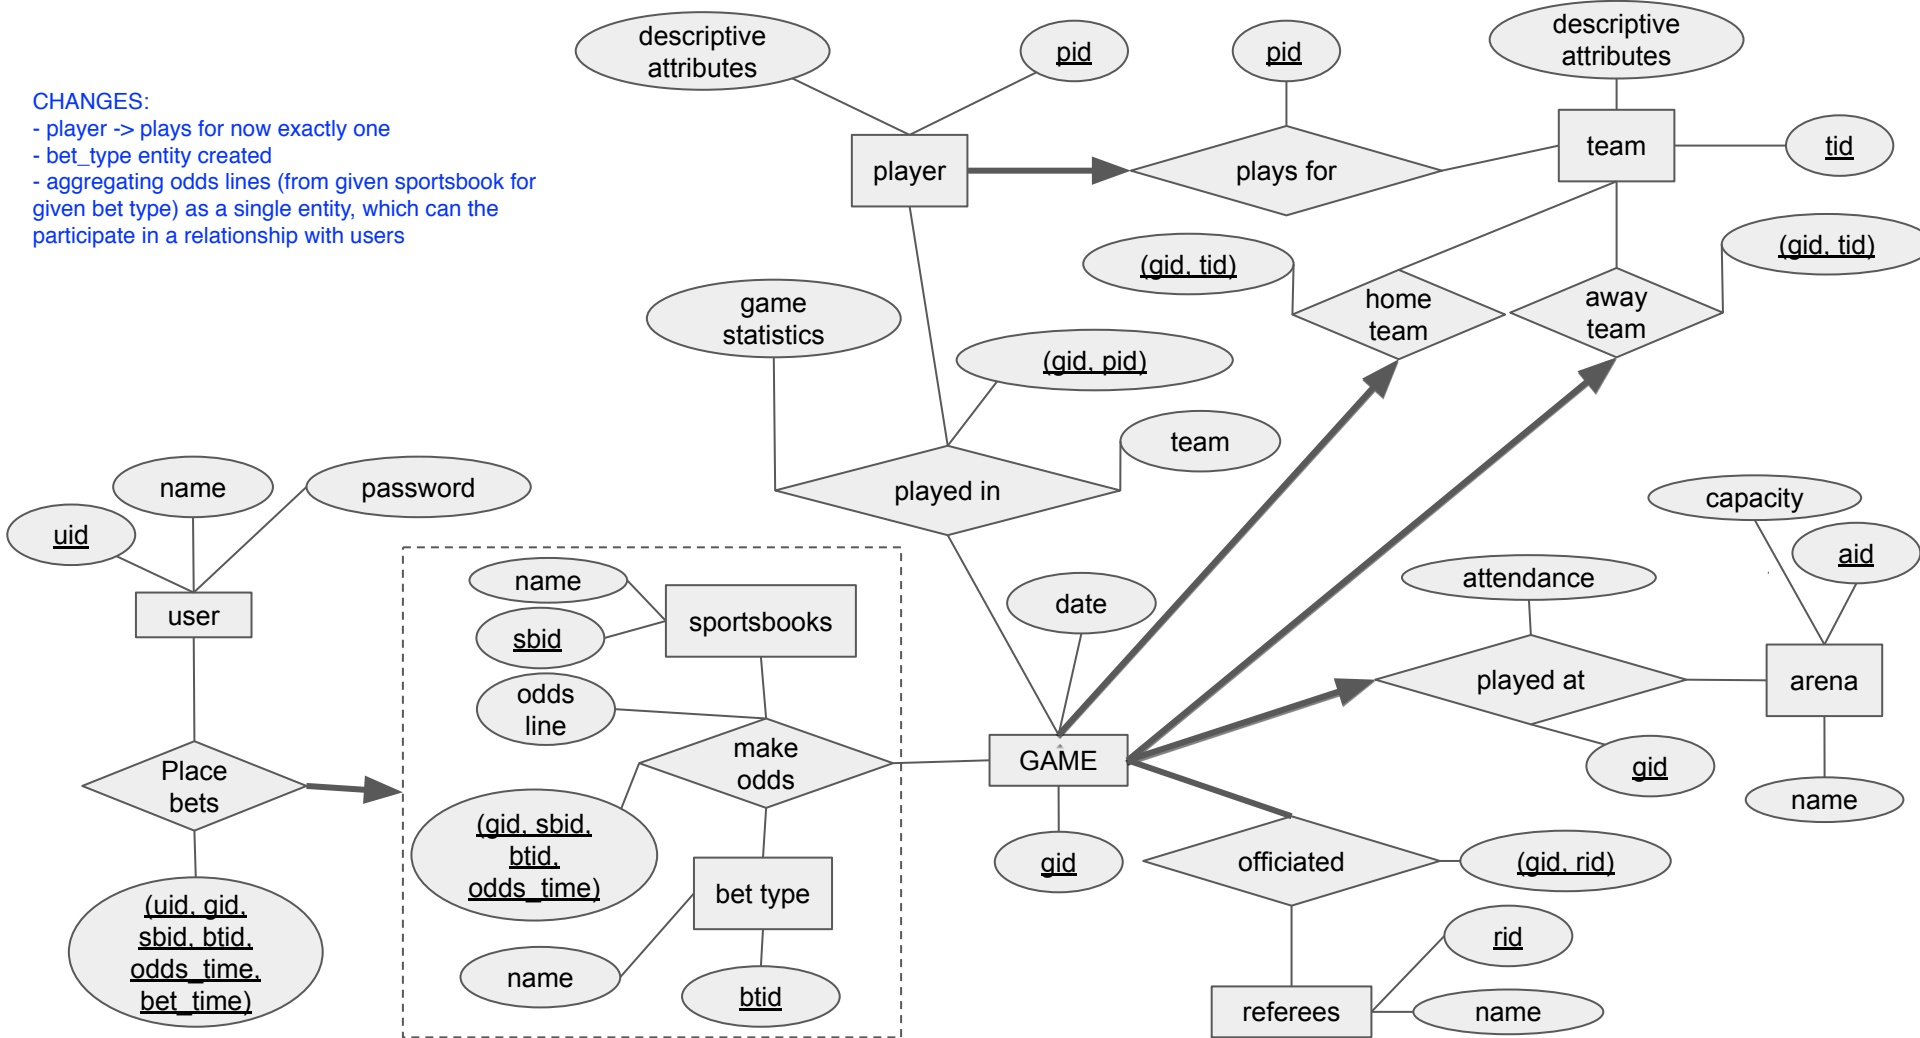 CHANGES:
- player -> plays for now exactly one
- bet_type entity created
- aggregating odds lines (from given sportsbook for
given bet type) as a single entity, which can the
participate in a relationship with users
descriptive
attributes
pid
pid
descriptive
attributes
player
plays for
team
tid
(gid, tid)
(gid, tid)
home
team
away
team
game
statistics
(gid, pid)
team
played in
name
password
uid
user
capacity
aid
attendance
name
sportsbooks
sbid
date
odds
line
played at
arena
make
odds
GAME
Place
bets
gid
name
(gid, sbid,
btid,
odds_time)
gid
officiated
(gid, rid)
bet type
(uid, gid,
sbid, btid,
odds_time,
bet_time)
rid
name
btid
referees
name